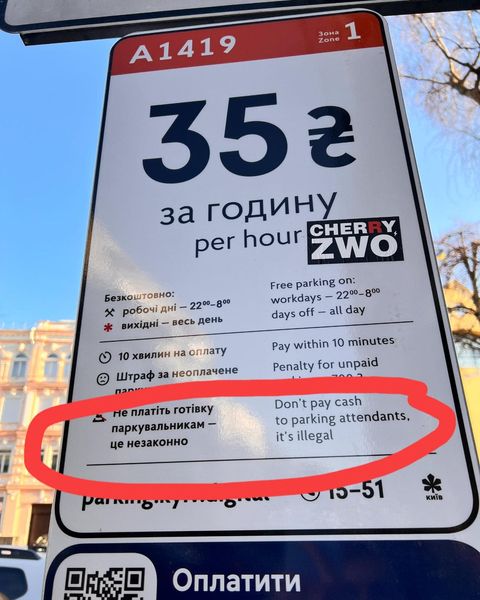 A1419
Зона
Zone 1
35 ₴
за годину
per hour
CHERRY,
ZWO
Безкоштовно:
робочі дні – 22⁰⁰–8⁰⁰
вихідні – весь день
Free parking on:
workdays – 22⁰⁰–8⁰⁰
days off – all day
10 хвилин на оплату
Штраф за неоплачене
Pay within 10 minutes
Penalty for unpaid
Не платіть готівку
паркувальникам –
це незаконно
Don't pay cash
to parking attendants,
it's illegal
15–51
київ
Оплатити